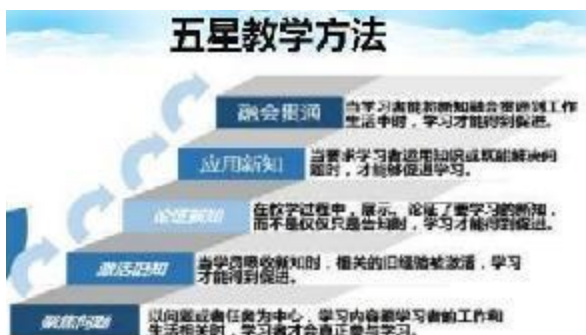 五星教学方法
融会贯通
当学习者能将新知融会贯通到工作
生活中时，学习才能得到促进。
应用新知
当要求学习者运用知识或技能解决问
题时，才能够促进学习。
论证新知
在教学过程中，展示、论证了要学习的新知，
而不是仅仅只是告知时，学习才能得到促进。
激活旧知
当学员吸收新知时，相关的旧经验被激活，学习
才能得到促进。
聚焦问题
以问题或者任务为中心，学习内容跟学习者的工作和
生活相关时，学习者才会真正参与学习。